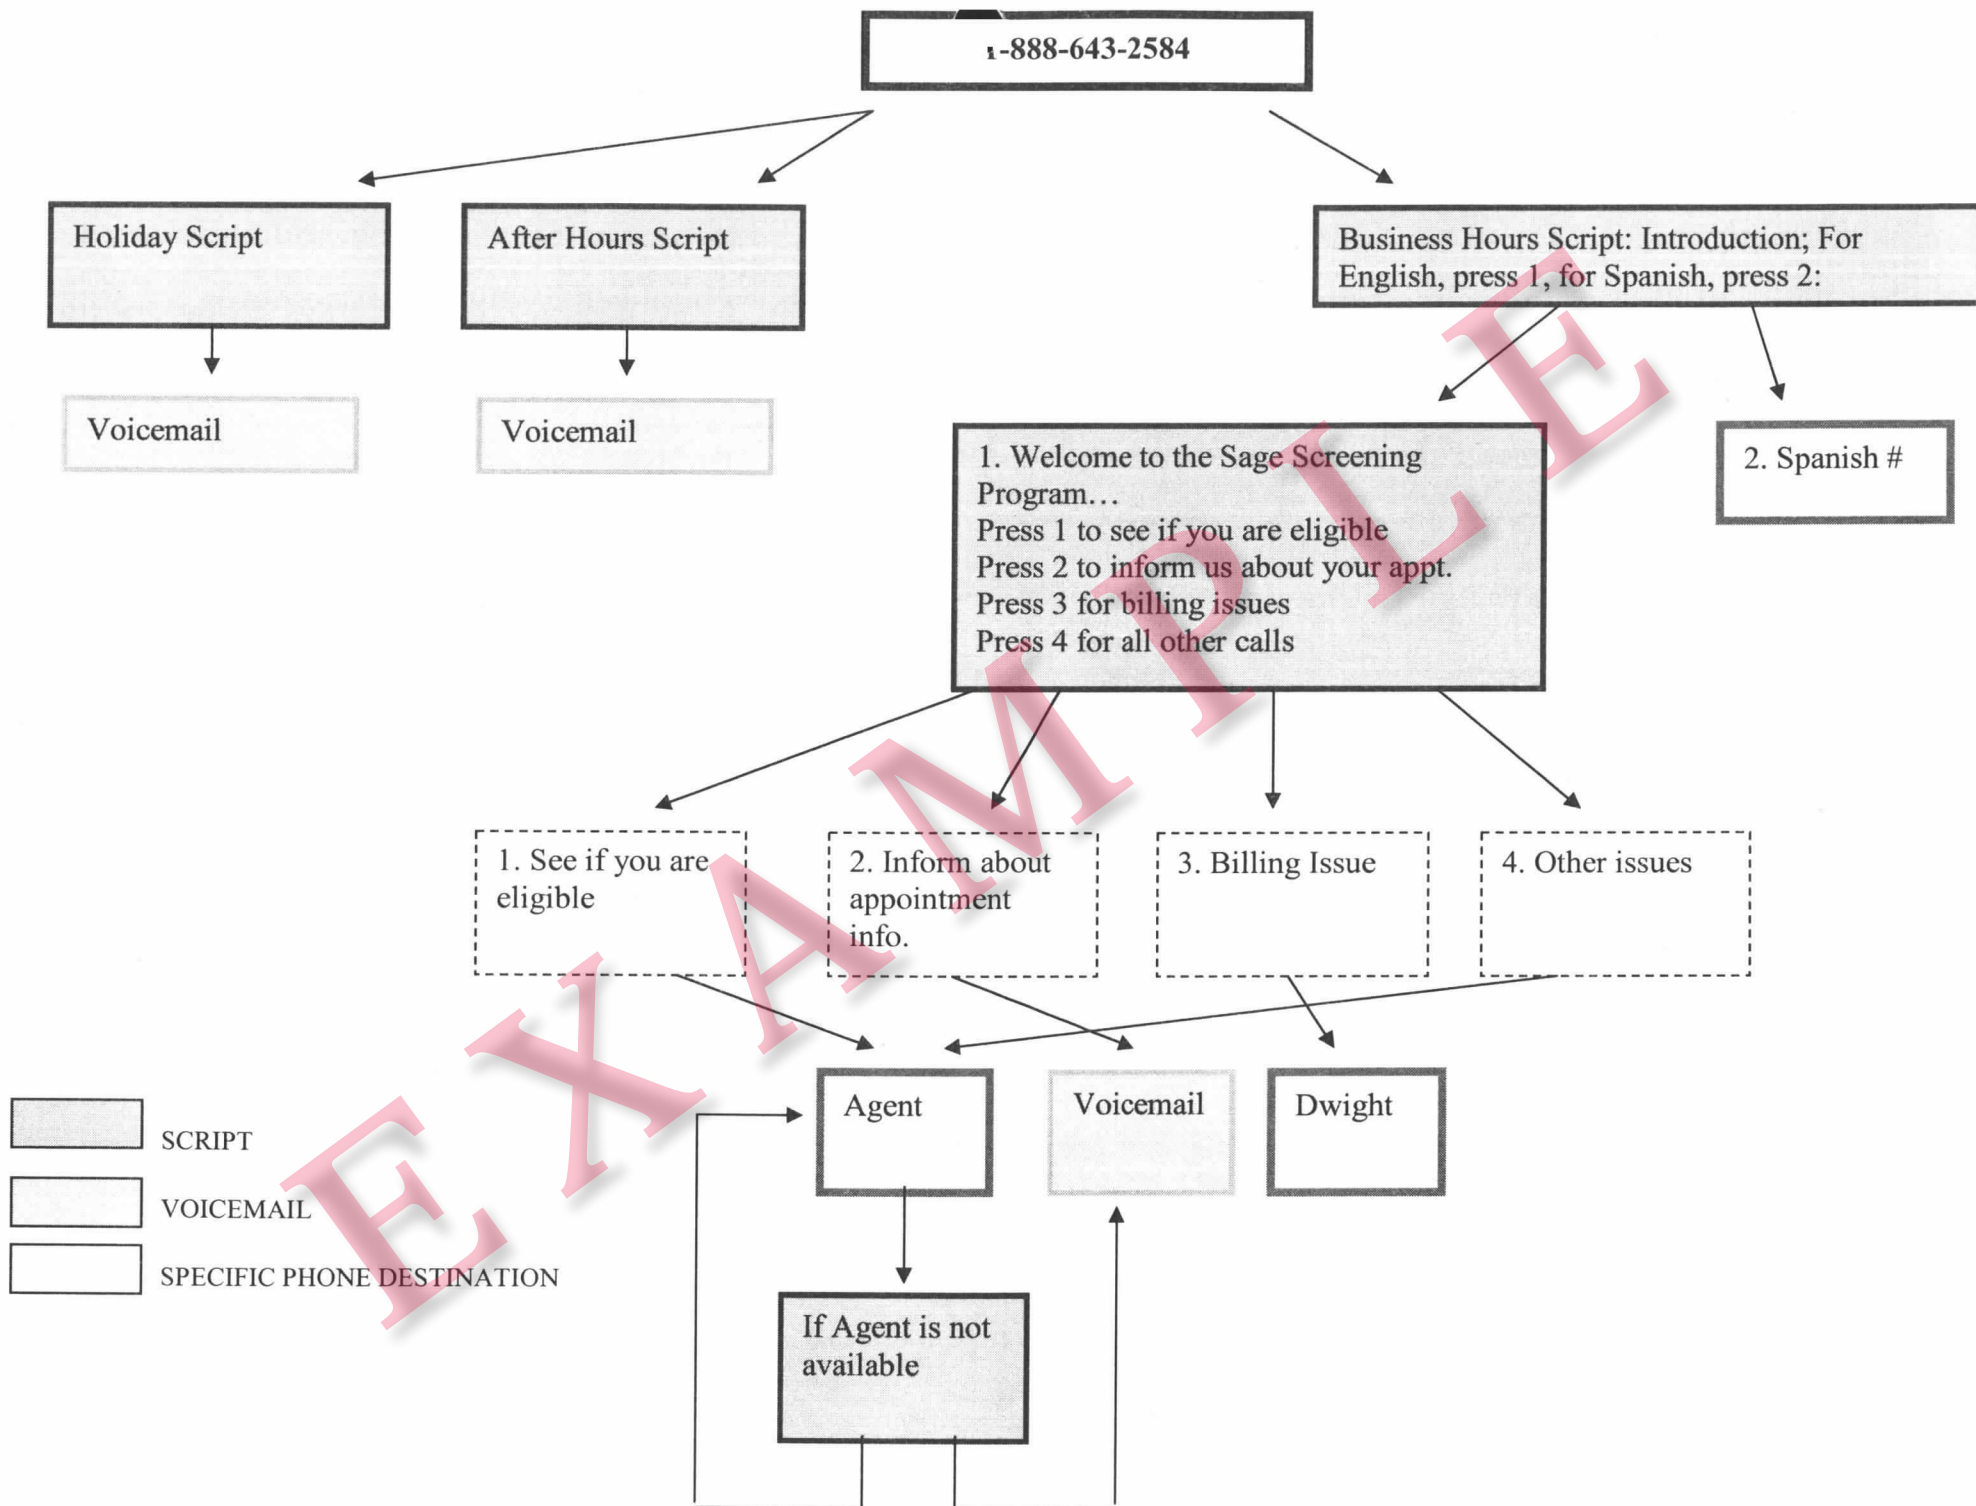 1-888-643-2584
Holiday Script
After Hours Script
Business Hours Script: Introduction; For
English, press 1, for Spanish, press 2:
Voicemail
Voicemail
1. Welcome to the Sage Screening
Program…
Press 1 to see if you are eligible
Press 2 to inform us about your appt.
Press 3 for billing issues
Press 4 for all other calls
2. Spanish #
1. See if you are
eligible
2. Inform about
appointment
info.
3. Billing Issue
4. Other issues
Agent
Voicemail
Dwight
SCRIPT
VOICEMAIL
SPECIFIC PHONE DESTINATION
If Agent is not
available
EXAMPLE